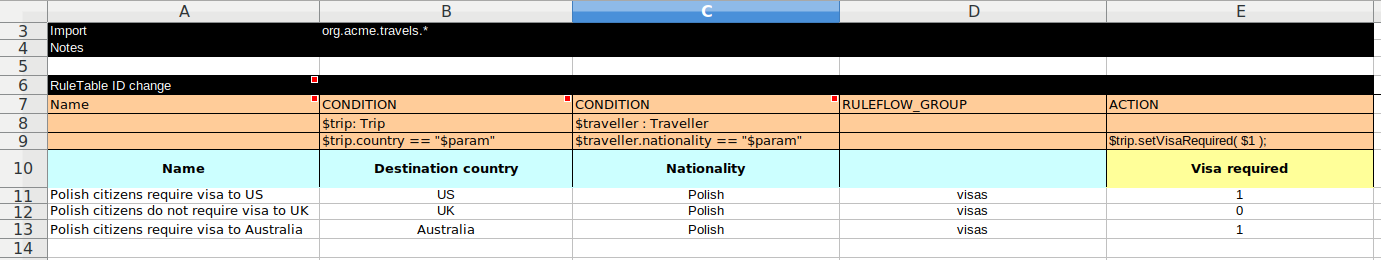 A B C D E
3 Import org.acme.travels.*
4 Notes
5
6 RuleTable ID change
7 Name CONDITION CONDITION RULEFLOW_GROUP ACTION
8 $trip: Trip $traveller : Traveller
9 $trip.country == "$param" $traveller.nationality == "$param" $trip.setVisaRequired( $1 );
10 Name Destination country Nationality Visa required
11 Polish citizens require visa to US US Polish visas 1
12 Polish citizens do not require visa to UK UK Polish visas 0
13 Polish citizens require visa to Australia Australia Polish visas 1
14